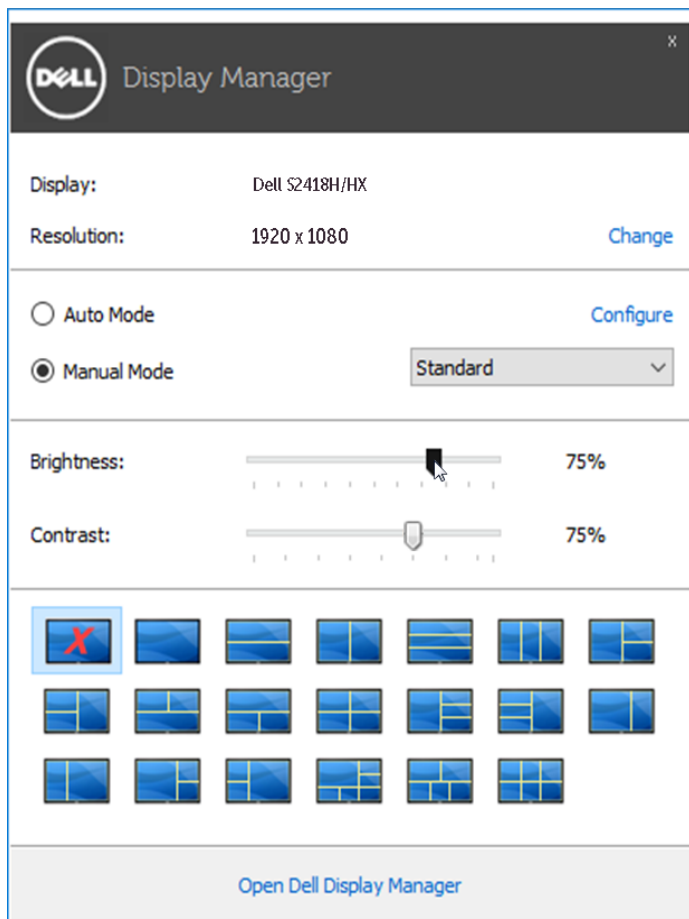 DELL Display Manager x
Display: Dell S2418H/HX
Resolution: 1920 x 1080 Change
Auto Mode Configure
Manual Mode Standard
Brightness: 75%
Contrast: 75%
X
Open Dell Display Manager